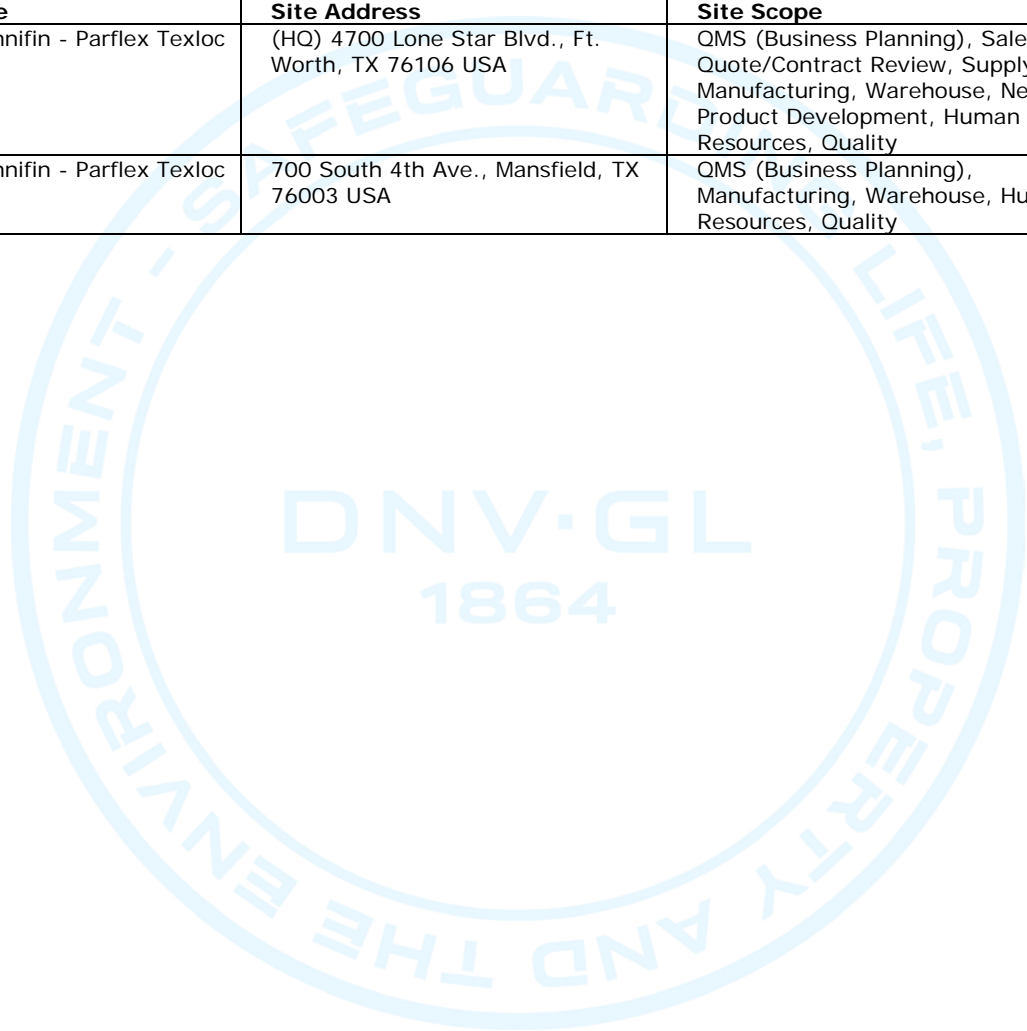 Site Address Site Scope
nnifin - Parflex Texloc (HQ) 4700 Lone Star Blvd., Ft. QMS (Business Planning), Sale
Worth, TX 76106 USA Quote/Contract Review, Supply
Manufacturing, Warehouse, Ne
Product Development, Human
Resources, Quality
nnifin - Parflex Texloc 700 South 4th Ave., Mansfield, TX QMS (Business Planning),
76003 USA Manufacturing, Warehouse, Hu
Resources, Quality
SAFEGUARDING LIFE, PROPERTY AND THE ENVIRONMENT -
DNV·GL
1864